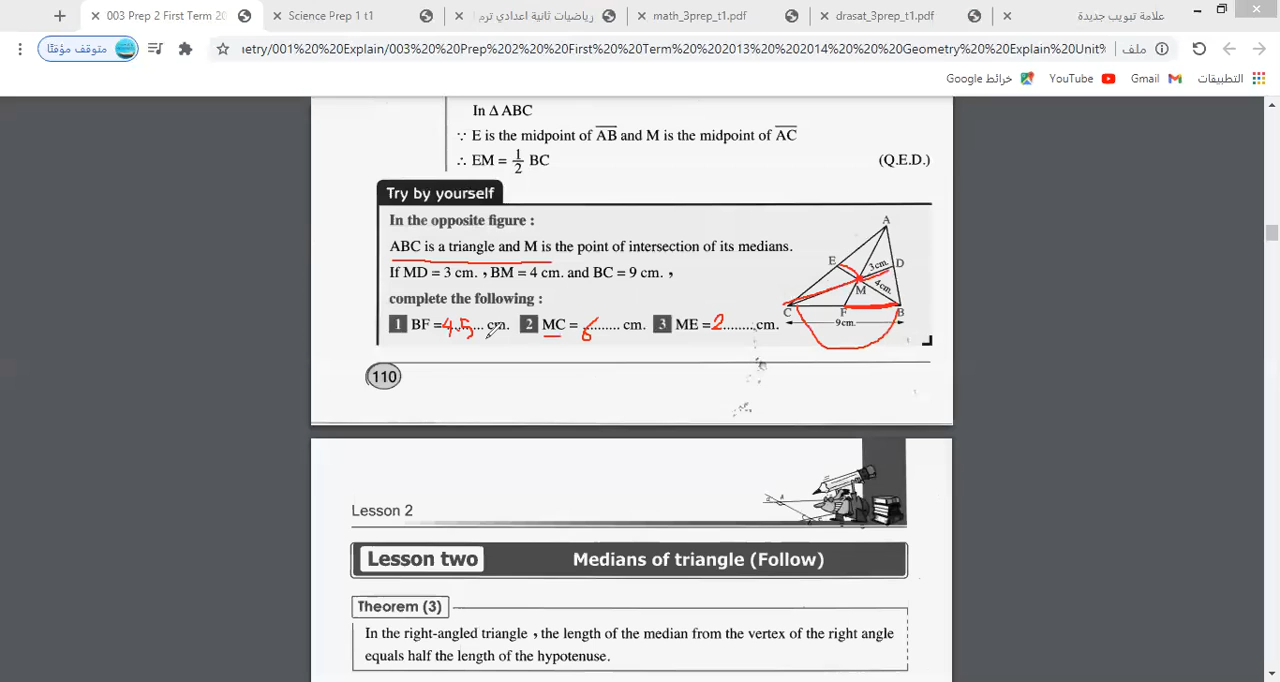 003 Prep 2 First Term 20
Science Prep 1 t1
رياضيات ثانية اعدادي ترم
math_3prep_t1.pdf
drasat_3prep_t1.pdf
علامة تبويب جديدة
متوقف مؤقتًا
ıetry/001%20%20Explain/003%20%20Prep%202%20%20First%20Term%20%202013%20%202014%20%20Geometry%20%20Explain%20Unit%
ملف
التطبيقات
Gmail
YouTube
خرائط Google
In Δ ABC
∵ E is the midpoint of AB and M is the midpoint of AC
∴ EM = 1/2 BC (Q.E.D.)
Try by yourself
In the opposite figure :
ABC is a triangle and M is the point of intersection of its medians.
If MD = 3 cm. , BM = 4 cm. and BC = 9 cm. ,
complete the following :
1 BF = 4.5 cm. 2 MC = 6 ........ cm. 3 ME = 2 ........ cm.
A
E
D
3 cm.
M
4 cm.
C
F
B
9 cm.
110
Lesson 2
Lesson two Medians of triangle (Follow)
Theorem (3)
In the right-angled triangle , the length of the median from the vertex of the right angle
equals half the length of the hypotenuse.